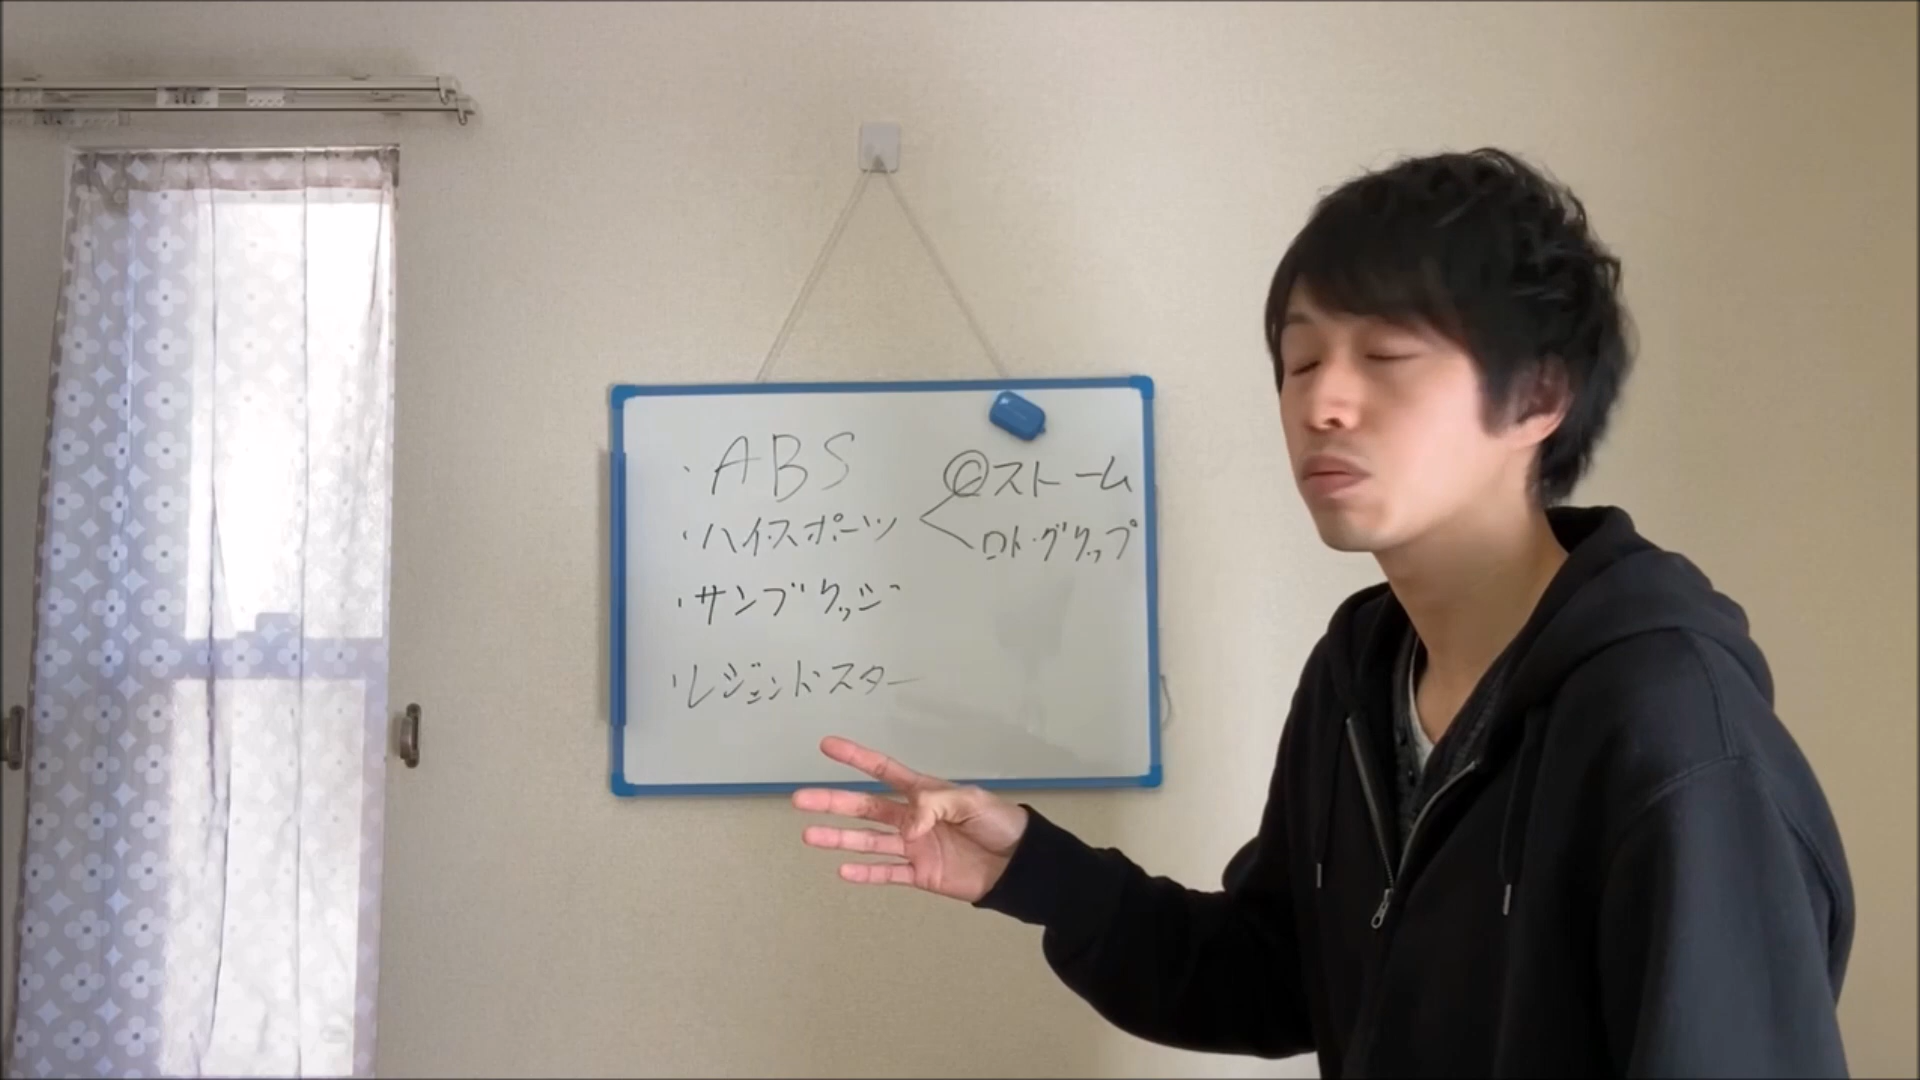 ・ABS
・ハイ・スポーツ
◎ストーム
ロト・グリップ
・サンブリッジ
・レジェンドスター